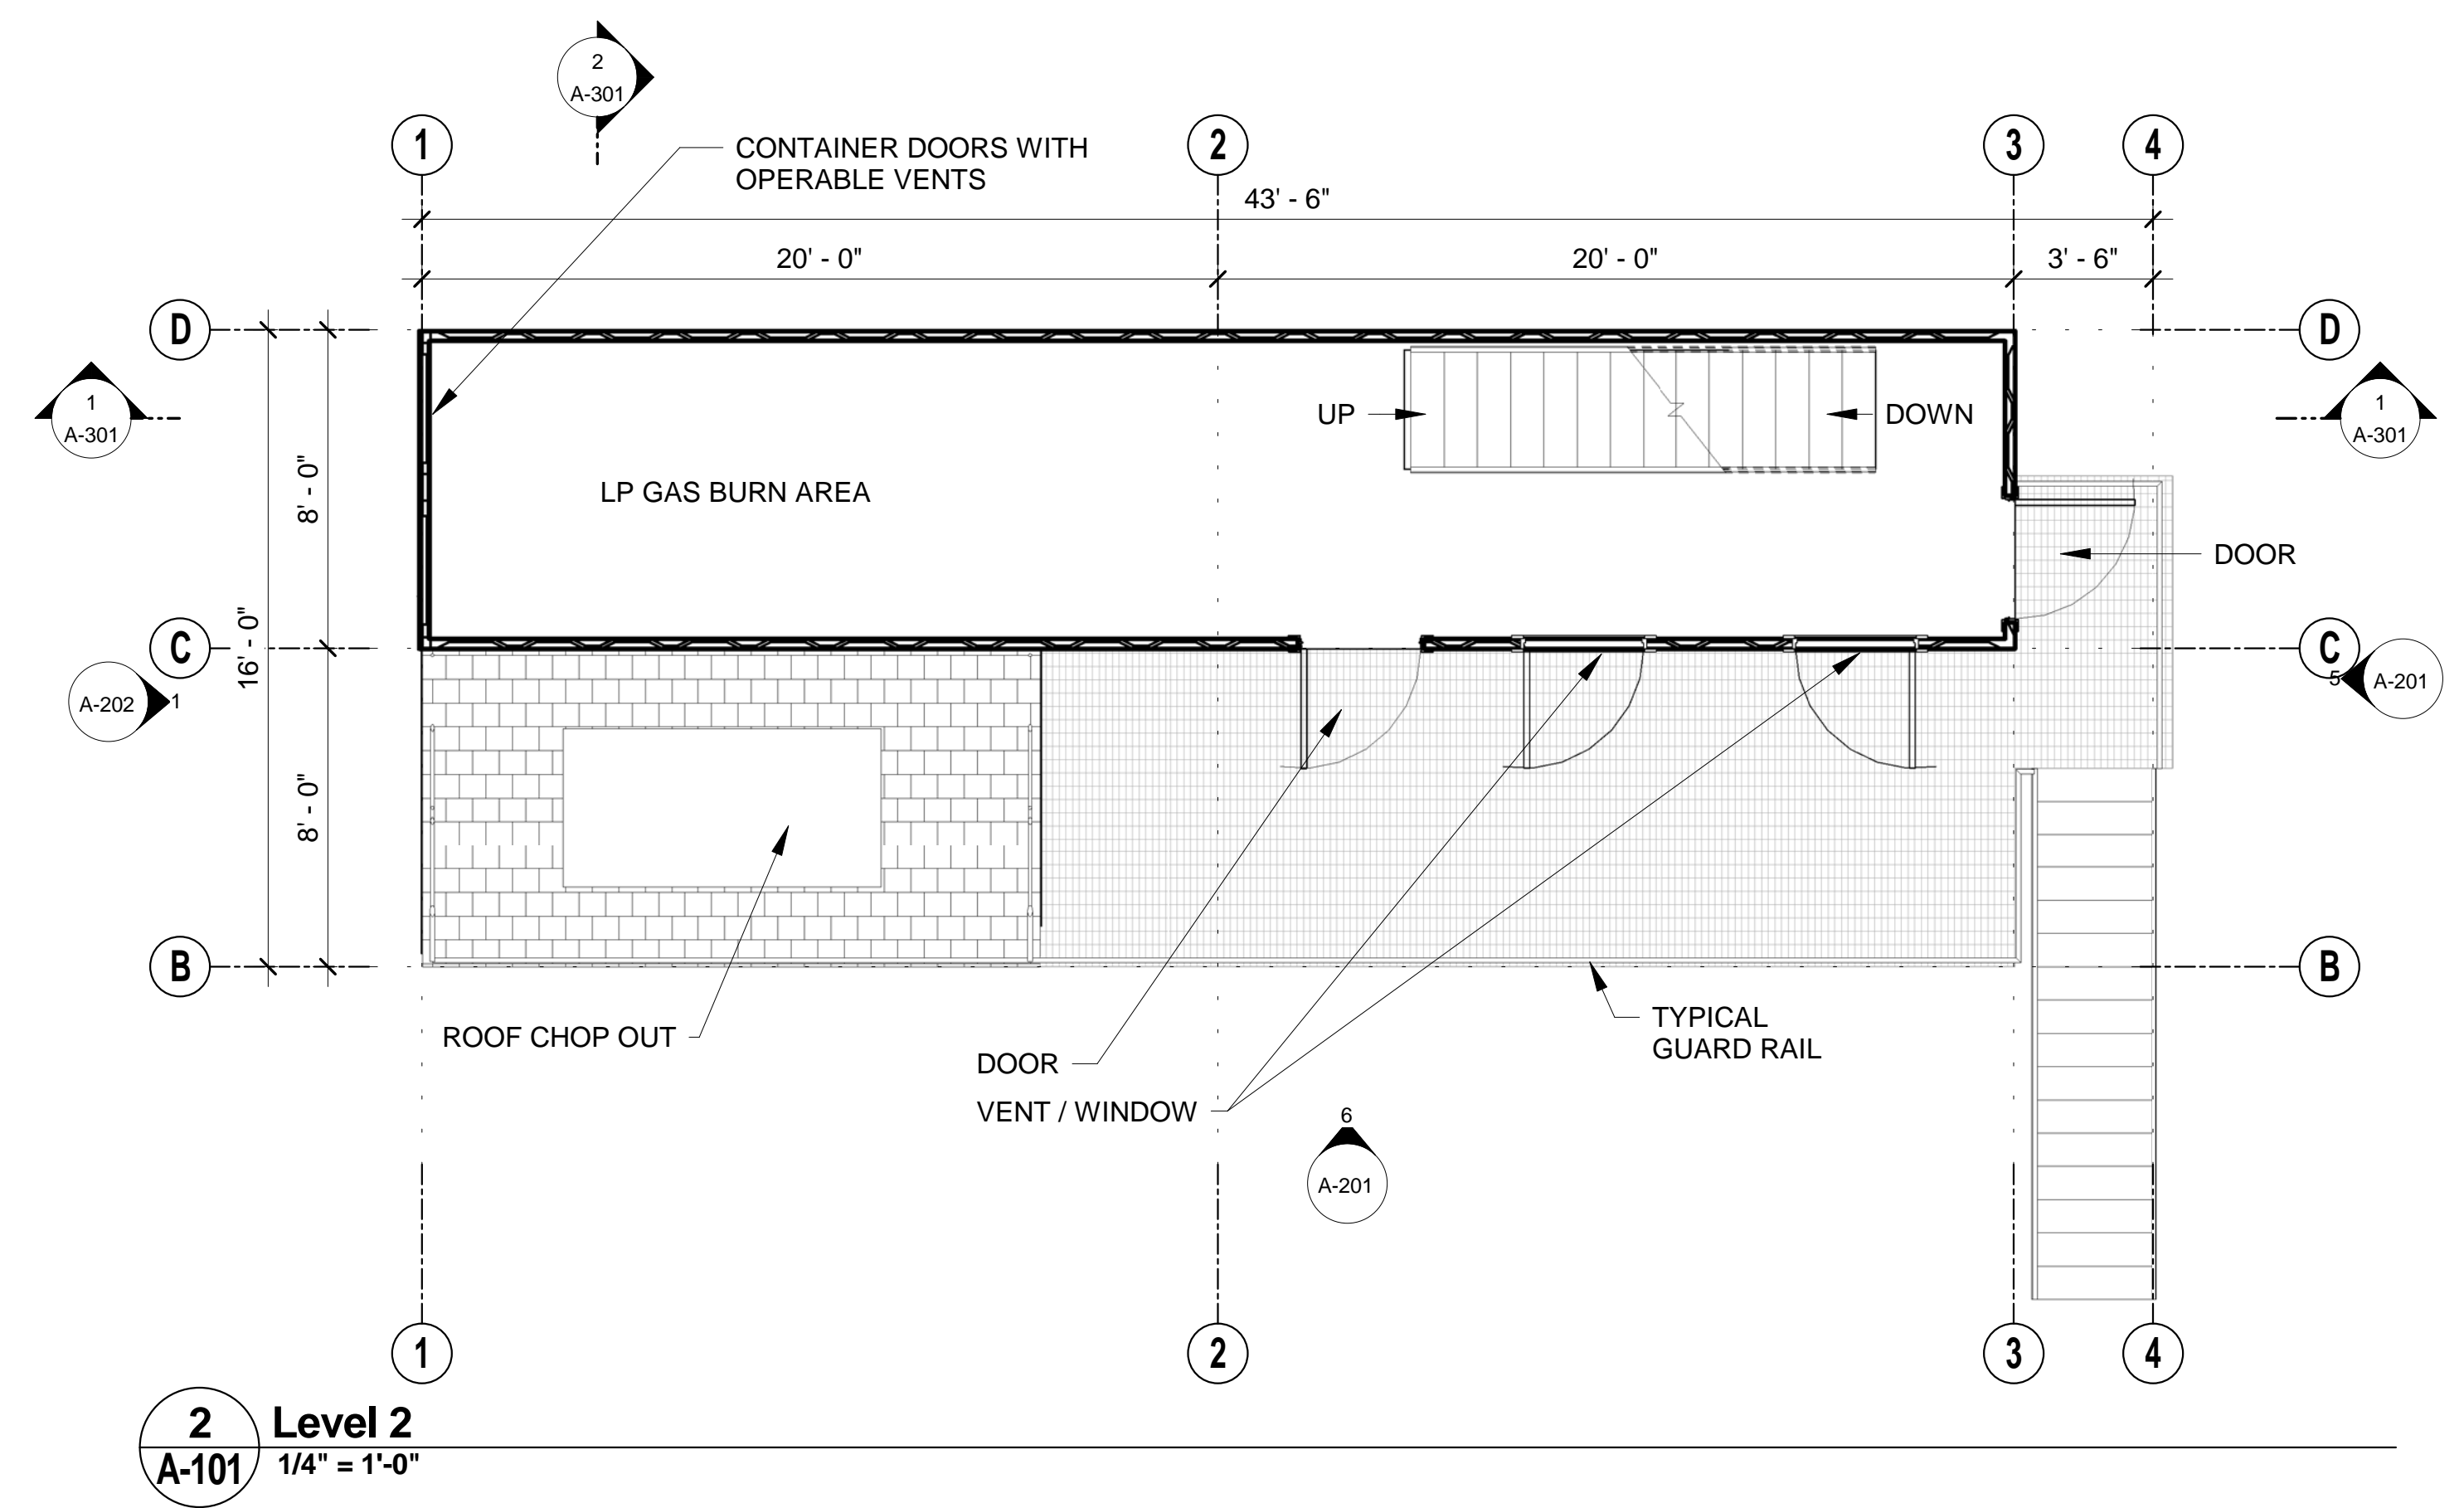 2
A-301
1
2
3
4
CONTAINER DOORS WITH
OPERABLE VENTS
43' - 6"
20' - 0"
20' - 0"
3' - 6"
D
D
1
A-301
1
A-301
UP
DOWN
8' - 0"
LP GAS BURN AREA
DOOR
16' - 0"
C
C
A-202
1
5
A-201
8' - 0"
B
B
ROOF CHOP OUT
TYPICAL
GUARD RAIL
DOOR
VENT / WINDOW
6
A-201
1
2
3
4
2
A-101
Level 2
1/4" = 1'-0"